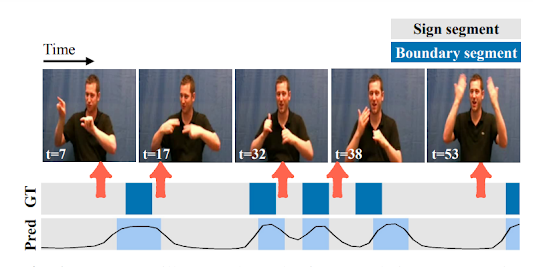 Sign segment
Boundary segment
Time
t=7
t=17
t=32
t=38
t=53
GT
Pred